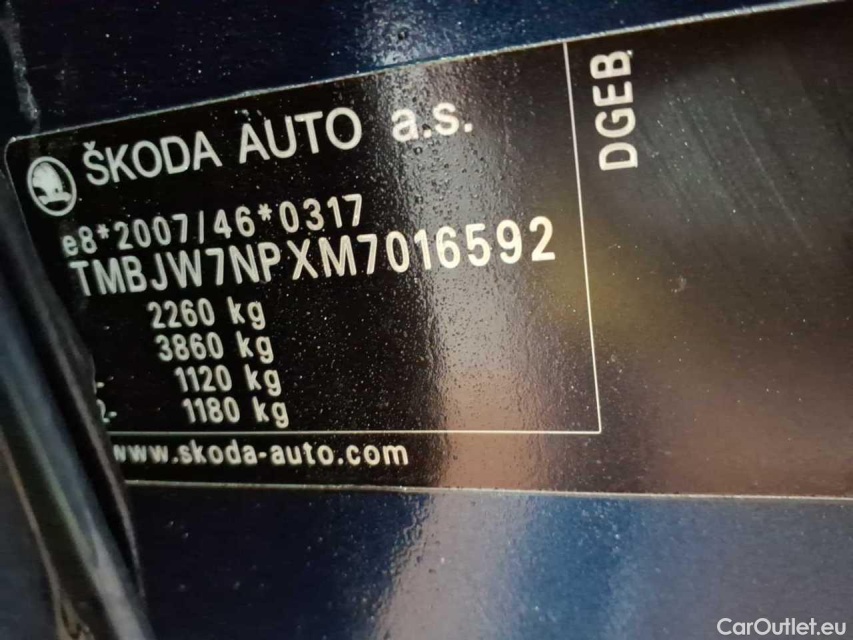 ŠKODA AUTO a.s.
e8*2007/46*0317
TMBJW7NPXM7016592
2260 kg
3860 kg
- 1120 kg
2- 1180 kg
www.skoda-auto.com
DGEB
CarOutlet.eu